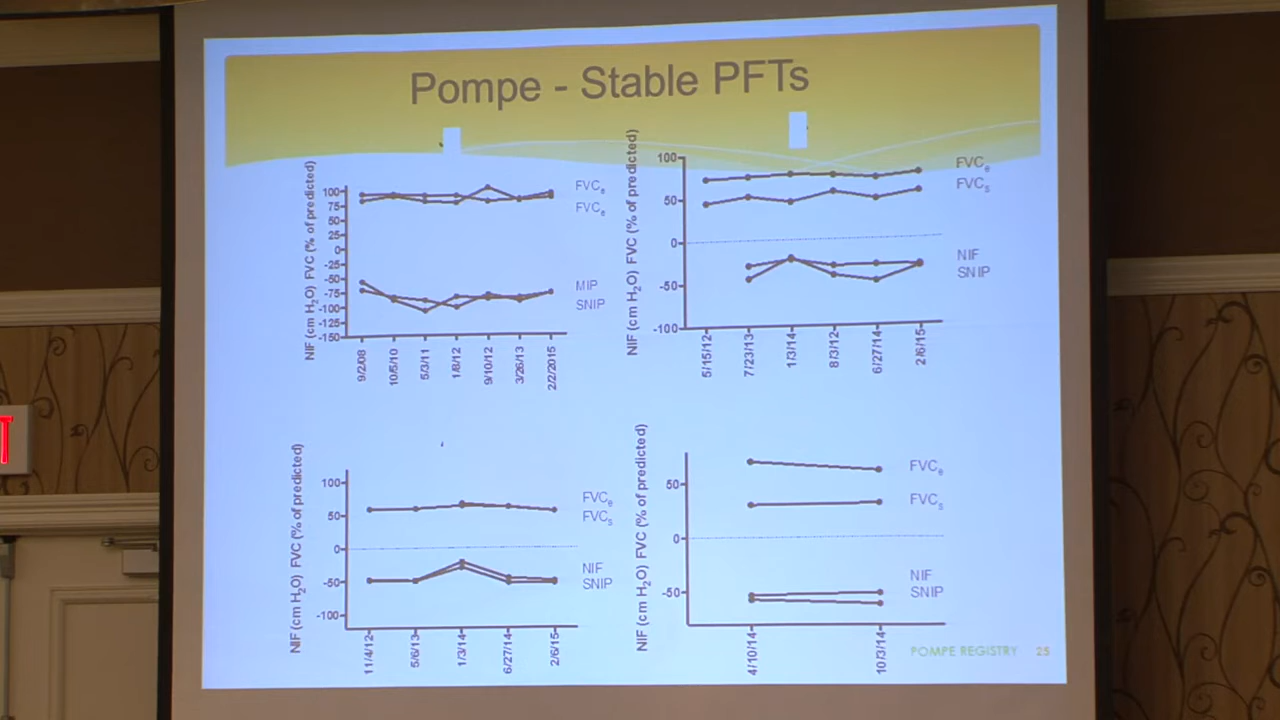 Pompe - Stable PFTs
NIF (cm H₂O) FVC (% of predicted)
100
75
50
25
0
-25
-50
-75
-100
-125
-150
FVCₑ
FVCₑ
MIP
SNIP
9/2/08
10/5/10
5/3/11
1/8/12
9/10/12
3/26/13
2/2/2015
NIF (cm H₂O) FVC (% of predicted)
100
50
0
-50
-100
FVCₑ
FVCₛ
NIF
SNIP
5/15/12
7/23/13
1/3/14
8/3/12
6/27/14
2/6/15
NIF (cm H₂O) FVC (% of predicted)
100
50
0
-50
-100
FVCₑ
FVCₛ
NIF
SNIP
11/4/12
5/6/13
1/3/14
6/27/14
2/6/15
NIF (cm H₂O) FVC (% of predicted)
50
0
-50
FVCₑ
FVCₛ
NIF
SNIP
4/10/14
10/3/14
POMPE REGISTRY 25